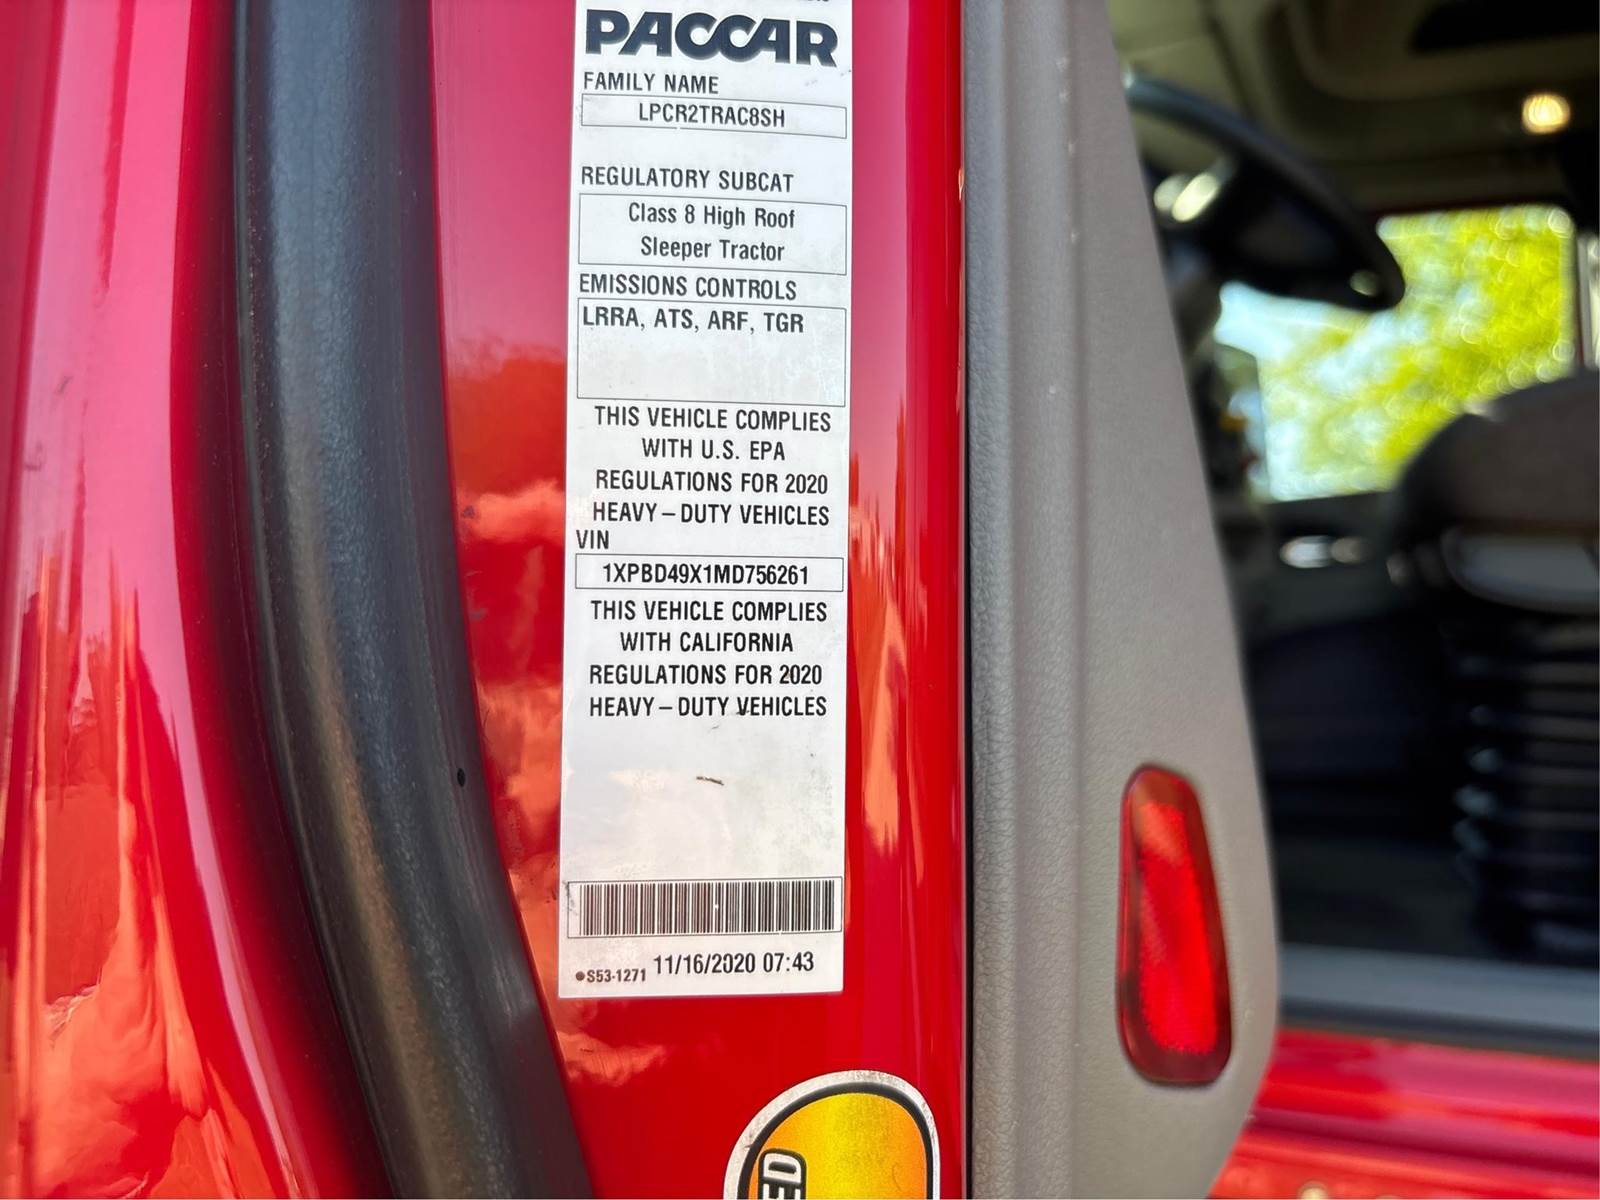 PACCAR
FAMILY NAME
LPCR2TRAC8SH
REGULATORY SUBCAT
Class 8 High Roof
Sleeper Tractor
EMISSIONS CONTROLS
LRRA, ATS, ARF, TGR
THIS VEHICLE COMPLIES
WITH U.S. EPA
REGULATIONS FOR 2020
HEAVY – DUTY VEHICLES
VIN
1XPBD49X1MD756261
THIS VEHICLE COMPLIES
WITH CALIFORNIA
REGULATIONS FOR 2020
HEAVY – DUTY VEHICLES
●S53-1271 11/16/2020 07:43